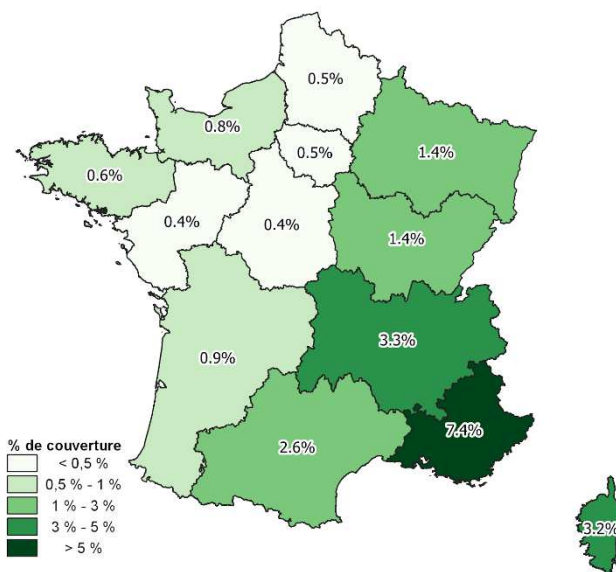 0.5%
0.8%
0.5%
1.4%
0.6%
0.4%
0.4%
1.4%
3.3%
0.9%
7.4%
2.6%
3.2%
% de couverture
< 0,5 %
0,5 % - 1 %
1 % - 3 %
3 % - 5 %
> 5 %